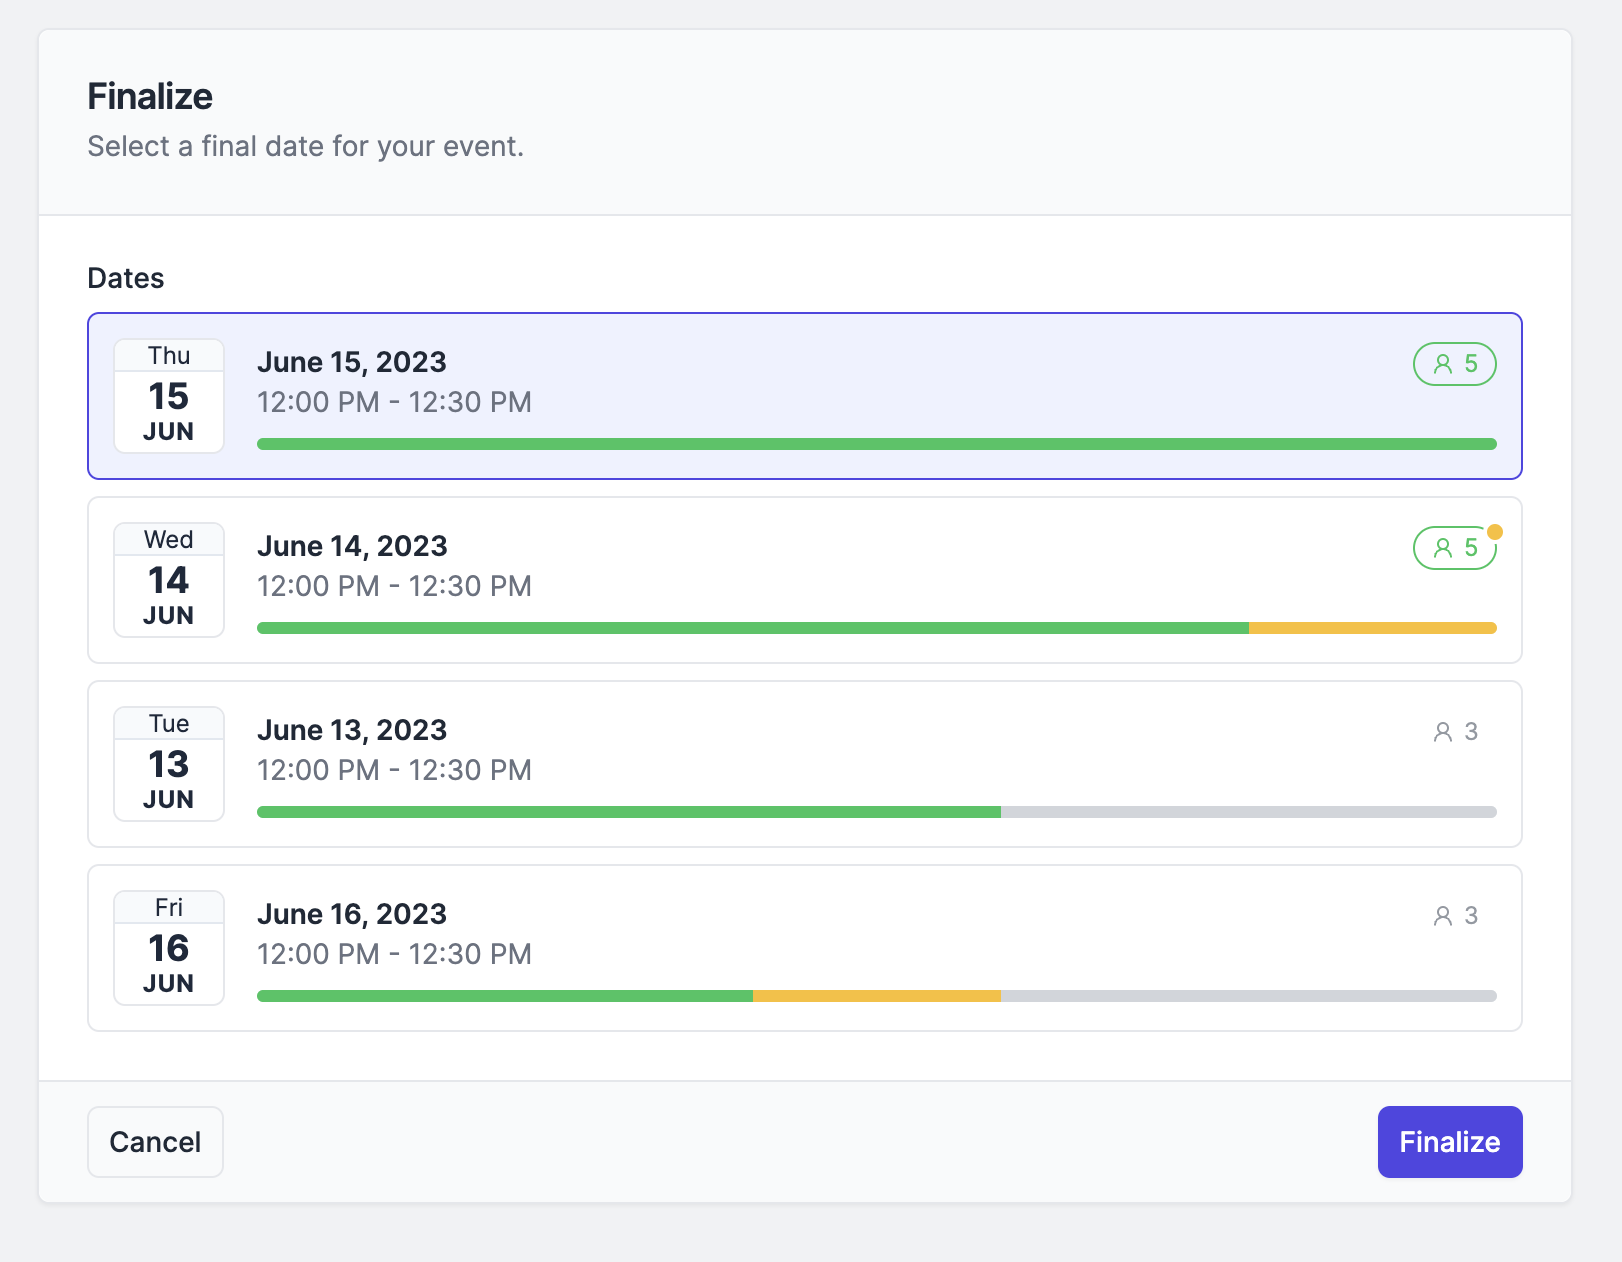 Finalize
Select a final date for your event.
Dates
Thu
15
JUN
June 15, 2023
12:00 PM - 12:30 PM
5
Wed
14
JUN
June 14, 2023
12:00 PM - 12:30 PM
5
Tue
13
JUN
June 13, 2023
12:00 PM - 12:30 PM
3
Fri
16
JUN
June 16, 2023
12:00 PM - 12:30 PM
3
Cancel
Finalize